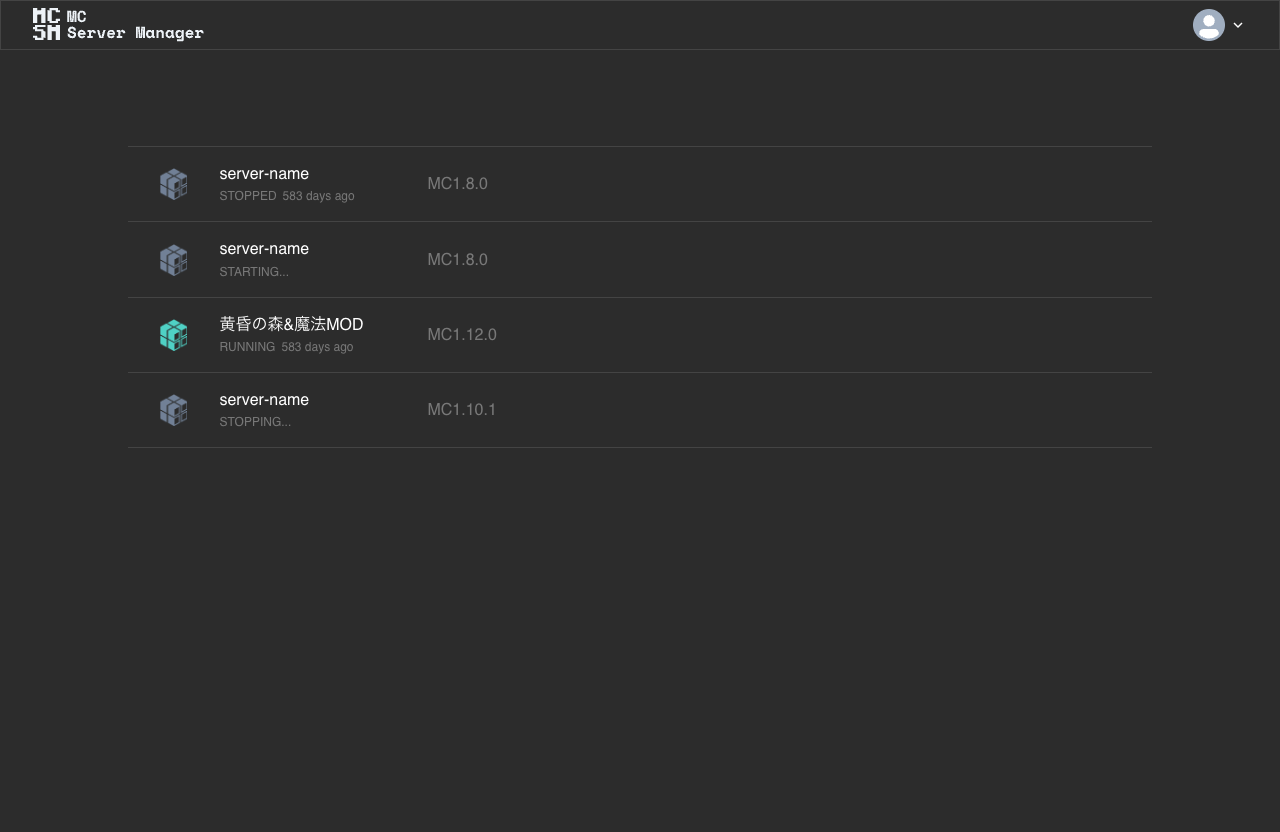 MC MC
SM Server Manager
server-name
STOPPED 583 days ago
MC1.8.0
server-name
STARTING...
MC1.8.0
黄昏の森&魔法MOD
RUNNING 583 days ago
MC1.12.0
server-name
STOPPING...
MC1.10.1